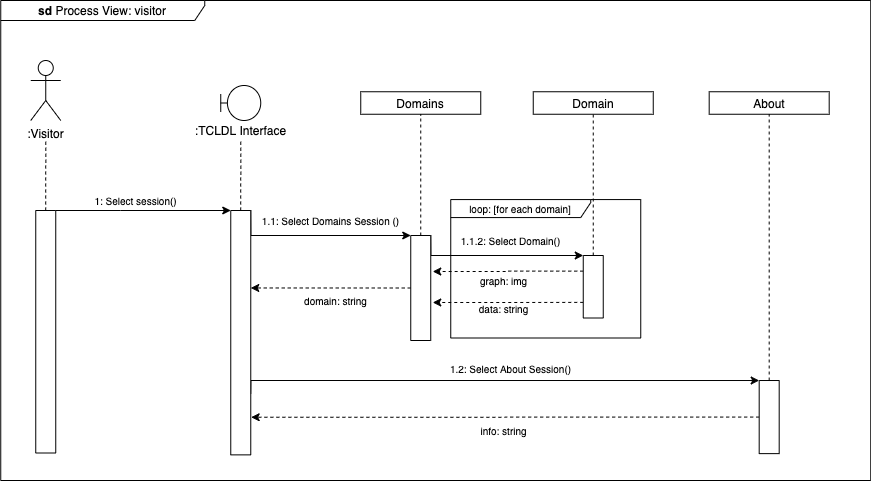 sd Process View: visitor
Domains
Domain
About
:Visitor
:TCLDL Interface
1: Select session()
loop: [for each domain]
1.1: Select Domains Session ()
1.1.2: Select Domain()
graph: img
domain: string
data: string
1.2: Select About Session()
info: string